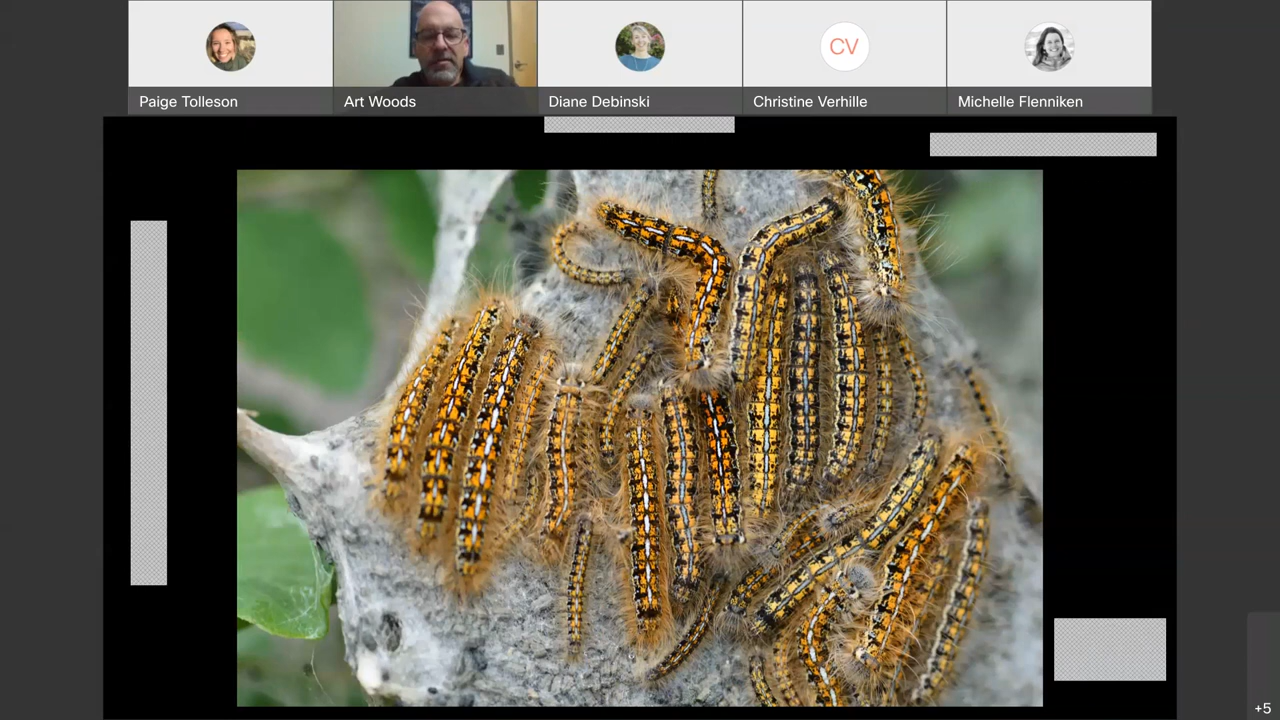 CV
Paige Tolleson
Art Woods
Diane Debinski
Christine Verhille
Michelle Flenniken
+5